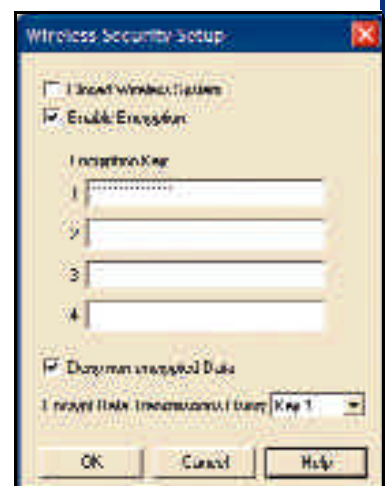 Wireless Security Setup
Closed Wireless System
Enable Encryption
Encryption Key
1 **************
2
3
4
Deny non-encrypted Data
Encrypt Data Transmissions Using Key 1
OK Cancel Help